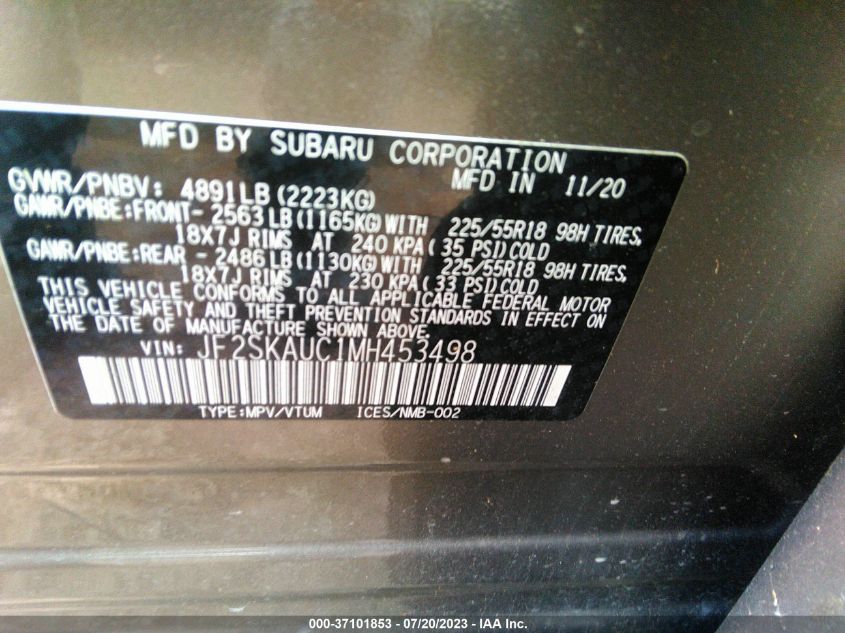 MFD BY SUBARU CORPORATION
MFD IN 11/20
GVWR/PNBV: 4891LB (2223KG)
GAWR/PNBE:FRONT- 2563LB(1165KG)WITH 225/55R18 98H TIRES,
18X7J RIMS AT 240 KPA( 35 PSI)COLD
GAWR/PNBE:REAR - 2486LB(1130KG)WITH 225/55R18 98H TIRES,
18X7J RIMS AT 230 KPA( 33 PSI)COLD
THIS VEHICLE CONFORMS TO ALL APPLICABLE FEDERAL MOTOR
VEHICLE SAFETY AND THEFT PREVENTION STANDARDS IN EFFECT ON
THE DATE OF MANUFACTURE SHOWN ABOVE.
VIN: JF2SKAUC1MH453498
TYPE:MPV/VTUM ICES/NMB-002
000-37101853 - 07/20/2023 - IAA Inc.